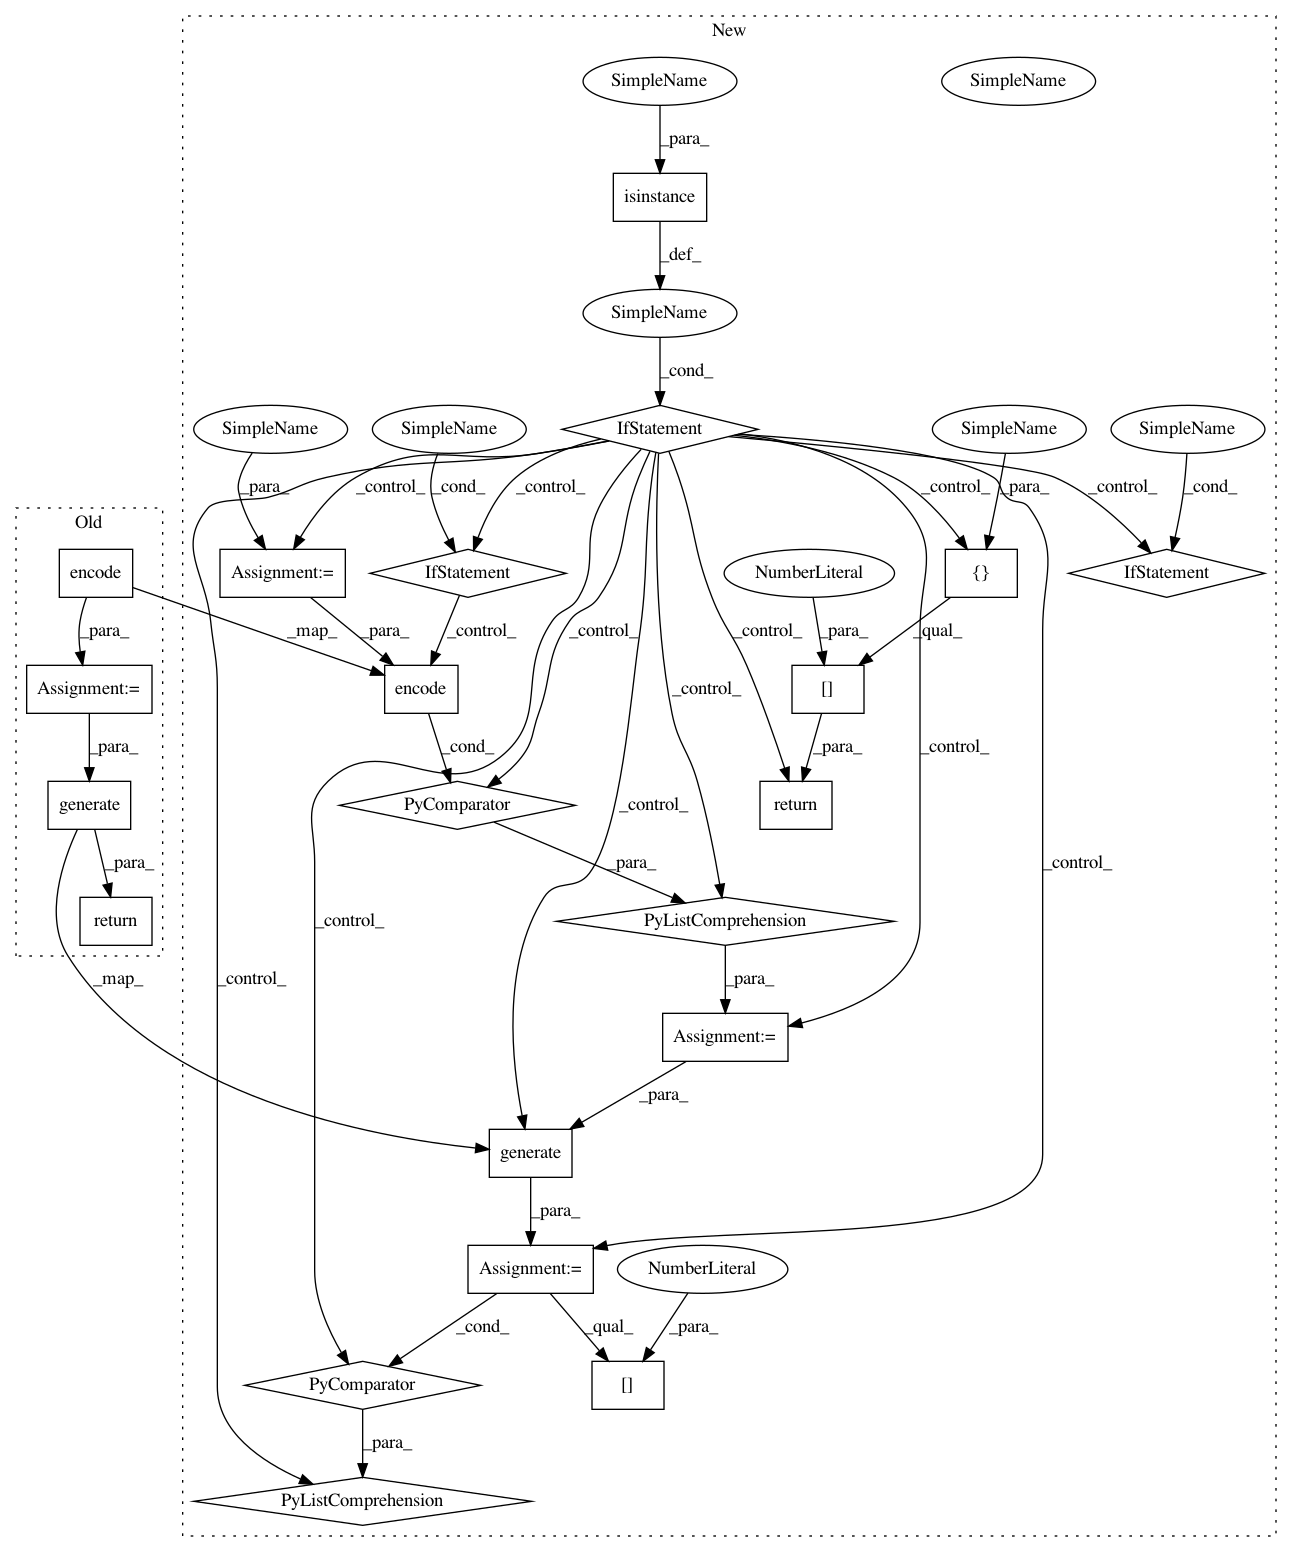 New
SimpleName
SimpleName
_para_
isinstance
_def_
SimpleName
_cond_
SimpleName
SimpleName
IfStatement
SimpleName
SimpleName
_para_
_control_
_cond_
_control_
_control_
_para_
_control_
_cond_
Old
encode
Assignment:=
IfStatement
NumberLiteral
{}
IfStatement
_para_
_map_
_para_
_control_
_control_
_control_
_para_
_qual_
Assignment:=
encode
_control_
[]
_para_
_cond_
_para_
_control_
generate
PyComparator
_control_
return
_para_
_para_
_control_
return
_control_
PyListComprehension
_map_
_control_
_para_
Assignment:=
_para_
generate
_para_
Assignment:=
NumberLiteral
_cond_
_qual_
_para_
PyComparator
[]
_para_
PyListComprehension